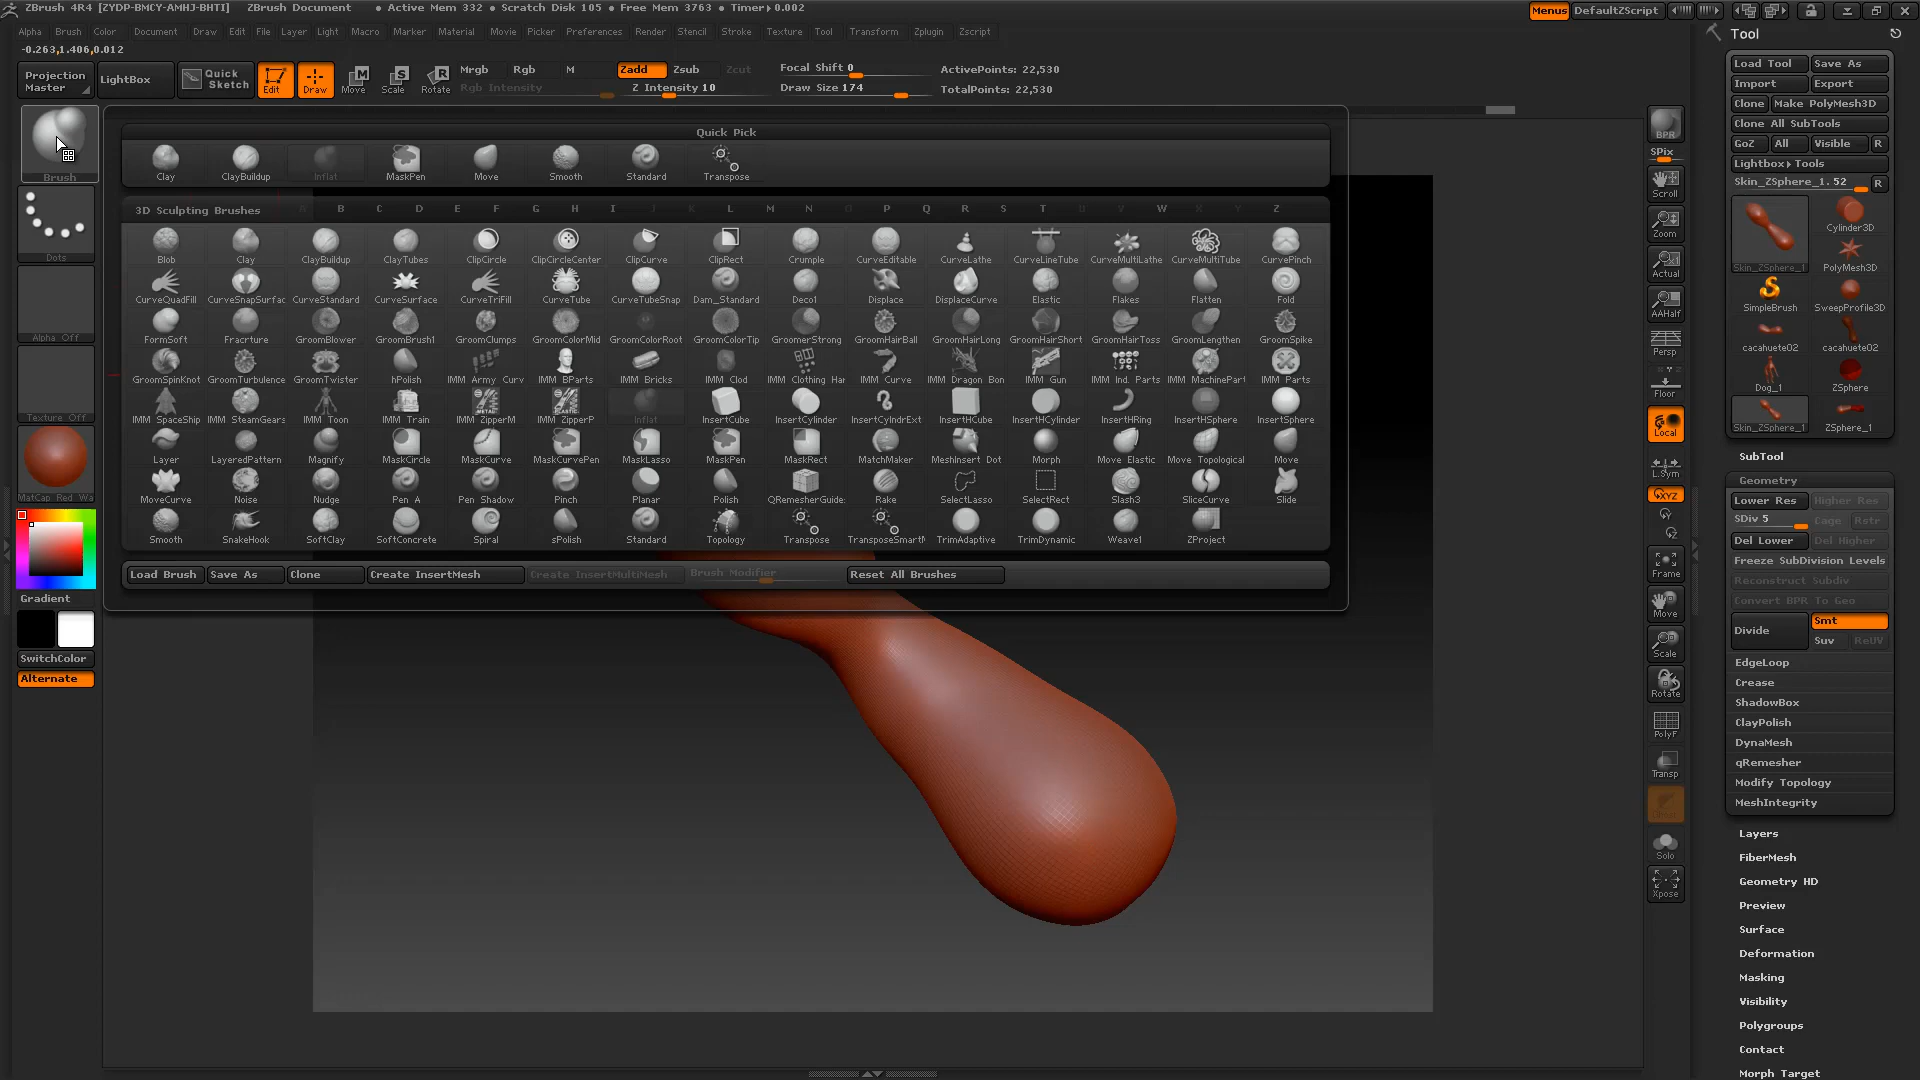 ZBrush 4R4 [ZYDP-BMCY-AMHJ-BHTI] ZBrush Document • Active Mem 332 • Scratch Disk 105 • Free Mem 3763 • Timer▸0.002 Menus DefaultZScript
Alpha Brush Color Document Draw Edit File Layer Light Macro Marker Material Movie Picker Preferences Render Stencil Stroke Texture Tool Transform Zplugin Zscript
-0.263,1.406,0.012
Projection Master LightBox Quick Sketch Edit Draw Move Scale Rotate
Mrgb Rgb M Zadd Zsub Zcut Focal Shift 0 ActivePoints: 22,530
Rgb Intensity Z Intensity 10 Draw Size 174 TotalPoints: 22,530
Brush
Dots
Alpha Off
Texture Off
MatCap Red Wa
Gradient
SwitchColor
Alternate
Quick Pick
Clay ClayBuildup Inflat MaskPen Move Smooth Standard Transpose
3D Sculpting Brushes A B C D E F G H I J K L M N O P Q R S T U V W X Y Z
Blob Clay ClayBuildup ClayTubes ClipCircle ClipCircleCenter ClipCurve ClipRect Crumple CurveEditable CurveLathe CurveLineTube CurveMultiLathe CurveMultiTube CurvePinch
CurveQuadFill CurveSnapSurfac CurveStandard CurveSurface CurveTriFill CurveTube CurveTubeSnap Dam_Standard Deco1 Displace DisplaceCurve Elastic Flakes Flatten Fold
FormSoft Fracrture GroomBlower GroomBrush1 GroomClumps GroomColorMid GroomColorRoot GroomColorTip GroomerStrong GroomHairBall GroomHairLong GroomHairShort GroomHairToss GroomLengthen GroomSpike
GroomSpinKnot GroomTurbulence GroomTwister hPolish IMM Army Curv IMM BParts IMM Bricks IMM Clod IMM Clothing Har IMM Curve IMM Dragon Bon IMM Gun IMM Ind. Parts IMM MachinePart IMM Parts
IMM SpaceShip IMM SteamGears IMM Toon IMM Train IMM ZipperM IMM ZipperP Inflat InsertCube InsertCylinder InsertCylndrExt InsertHCube InsertHCylinder InsertHRing InsertHSphere InsertSphere
Layer LayeredPattern Magnify MaskCircle MaskCurve MaskCurvePen MaskLasso MaskPen MaskRect MatchMaker MeshInsert Dot Morph Move Elastic Move Topological Move
MoveCurve Noise Nudge Pen A Pen Shadow Pinch Planar Polish QRemesherGuide: Rake SelectLasso SelectRect Slash3 SliceCurve Slide
Smooth SnakeHook SoftClay SoftConcrete Spiral sPolish Standard Topology Transpose TransposeSmartM TrimAdaptive TrimDynamic Weave1 ZProject
Load Brush Save As Clone Create InsertMesh Create InsertMultiMesh Brush Modifier Reset All Brushes
BPR
SPix
Scroll
Zoom
Actual
AAHalf
Persp
Floor
Local
L.Sym
XYZ
Frame
Move
Scale
Rotate
PolyF
Transp
Solo
Xpose
Tool
Load Tool Save As
Import Export
Clone Make PolyMesh3D
Clone All SubTools
GoZ All Visible R
Lightbox▸Tools
Skin_ZSphere_1. 52 R
Skin_ZSphere_1 Cylinder3D
PolyMesh3D
SimpleBrush SweepProfile3D
cacahuete02 cacahuete02
Dog_1 ZSphere
Skin_ZSphere_1 ZSphere_1
SubTool
Geometry
Lower Res Higher Res
SDiv 5 Cage Rstr
Del Lower Del Higher
Freeze SubDivision Levels
Reconstruct Subdiv
Convert BPR To Geo
Divide Smt
Suv ReUV
EdgeLoop
Crease
ShadowBox
ClayPolish
DynaMesh
qRemesher
Modify Topology
MeshIntegrity
Layers
FiberMesh
Geometry HD
Preview
Surface
Deformation
Masking
Visibility
Polygroups
Contact
Morph Target